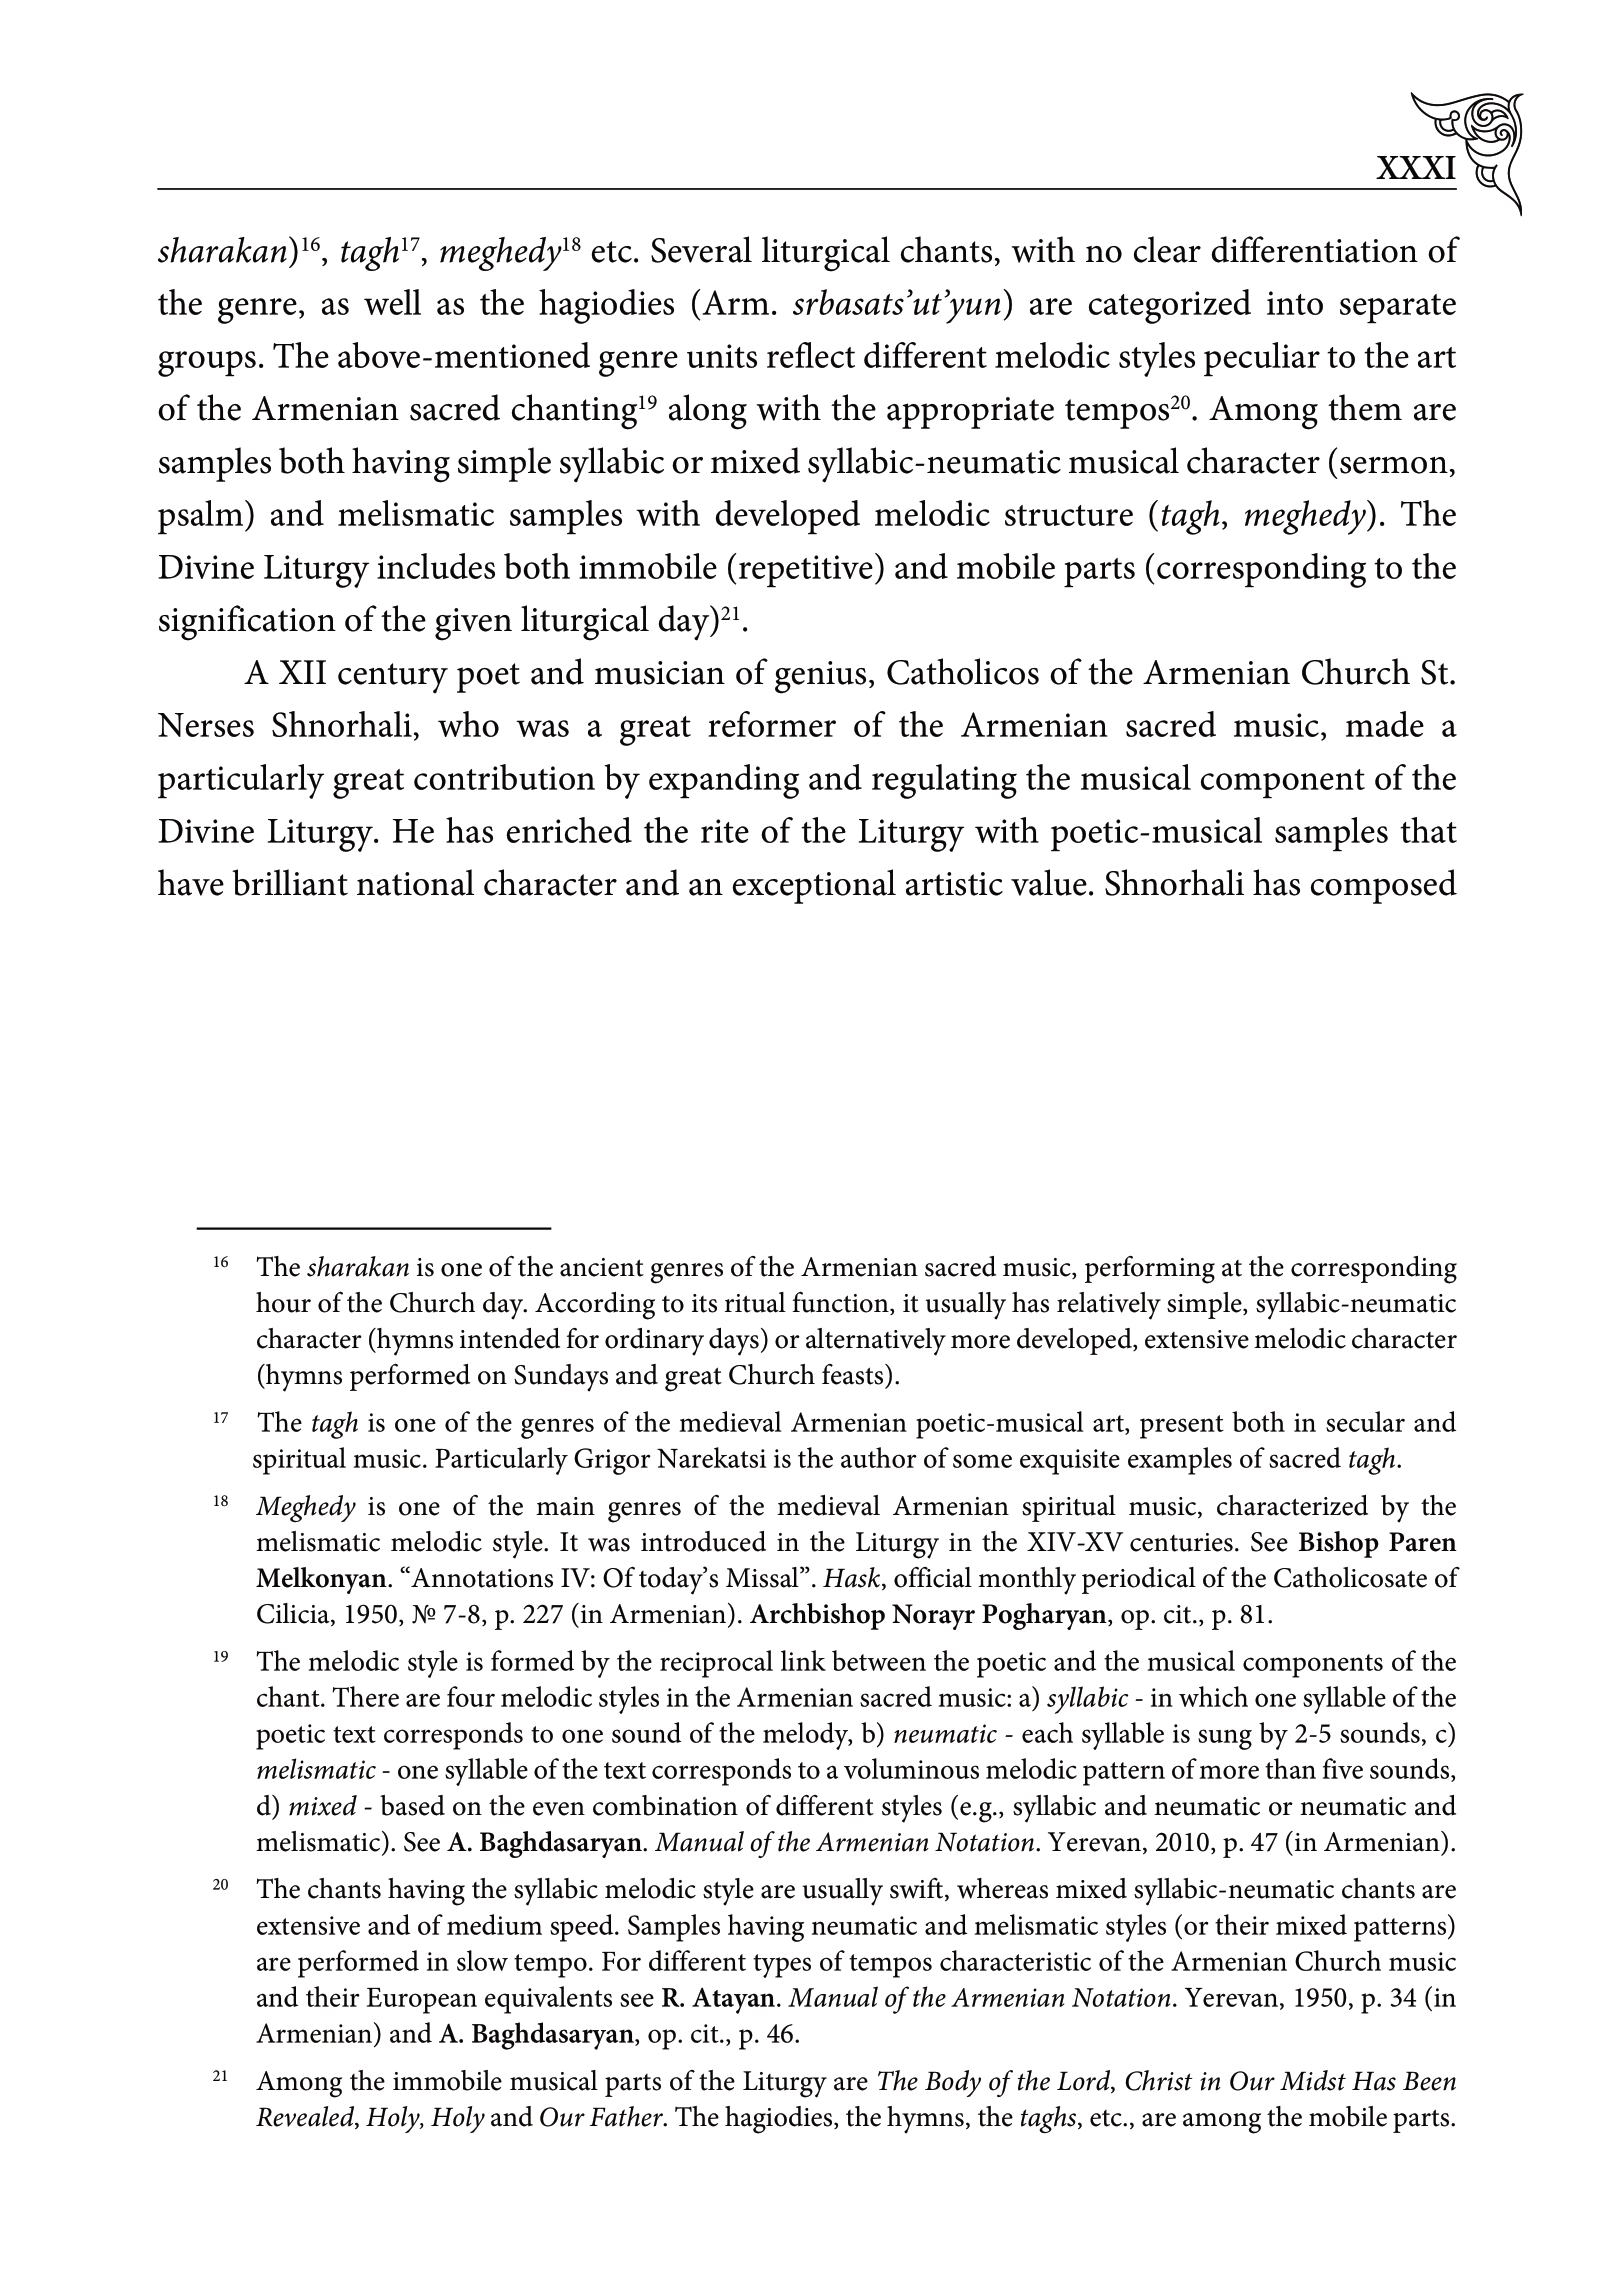 XXXI
sharakan)16, tagh17, meghedy18 etc. Several liturgical chants, with no clear differentiation of
the genre, as well as the hagiodies (Arm. srbasats’ut’yun) are categorized into separate
groups. The above-mentioned genre units reflect different melodic styles peculiar to the art
of the Armenian sacred chanting19 along with the appropriate tempos20. Among them are
samples both having simple syllabic or mixed syllabic-neumatic musical character (sermon,
psalm) and melismatic samples with developed melodic structure (tagh, meghedy). The
Divine Liturgy includes both immobile (repetitive) and mobile parts (corresponding to the
signification of the given liturgical day)21.
A XII century poet and musician of genius, Catholicos of the Armenian Church St.
Nerses Shnorhali, who was a great reformer of the Armenian sacred music, made a
particularly great contribution by expanding and regulating the musical component of the
Divine Liturgy. He has enriched the rite of the Liturgy with poetic-musical samples that
have brilliant national character and an exceptional artistic value. Shnorhali has composed
16 The sharakan is one of the ancient genres of the Armenian sacred music, performing at the corresponding
hour of the Church day. According to its ritual function, it usually has relatively simple, syllabic-neumatic
character (hymns intended for ordinary days) or alternatively more developed, extensive melodic character
(hymns performed on Sundays and great Church feasts).
17 The tagh is one of the genres of the medieval Armenian poetic-musical art, present both in secular and
spiritual music. Particularly Grigor Narekatsi is the author of some exquisite examples of sacred tagh.
18 Meghedy is one of the main genres of the medieval Armenian spiritual music, characterized by the
melismatic melodic style. It was introduced in the Liturgy in the XIV-XV centuries. See Bishop Paren
Melkonyan. “Annotations IV: Of today’s Missal”. Hask, official monthly periodical of the Catholicosate of
Cilicia, 1950, № 7-8, p. 227 (in Armenian). Archbishop Norayr Pogharyan, op. cit., p. 81.
19 The melodic style is formed by the reciprocal link between the poetic and the musical components of the
chant. There are four melodic styles in the Armenian sacred music: a) syllabic - in which one syllable of the
poetic text corresponds to one sound of the melody, b) neumatic - each syllable is sung by 2-5 sounds, c)
melismatic - one syllable of the text corresponds to a voluminous melodic pattern of more than five sounds,
d) mixed - based on the even combination of different styles (e.g., syllabic and neumatic or neumatic and
melismatic). See A. Baghdasaryan. Manual of the Armenian Notation. Yerevan, 2010, p. 47 (in Armenian).
20 The chants having the syllabic melodic style are usually swift, whereas mixed syllabic-neumatic chants are
extensive and of medium speed. Samples having neumatic and melismatic styles (or their mixed patterns)
are performed in slow tempo. For different types of tempos characteristic of the Armenian Church music
and their European equivalents see R. Atayan. Manual of the Armenian Notation. Yerevan, 1950, p. 34 (in
Armenian) and A. Baghdasaryan, op. cit., p. 46.
21 Among the immobile musical parts of the Liturgy are The Body of the Lord, Christ in Our Midst Has Been
Revealed, Holy, Holy and Our Father. The hagiodies, the hymns, the taghs, etc., are among the mobile parts.